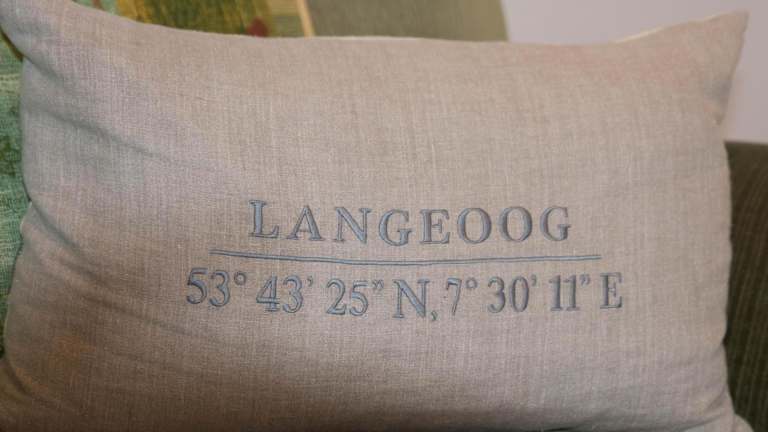 LANGEOOG
53° 43' 25" N, 7° 30' 11" E